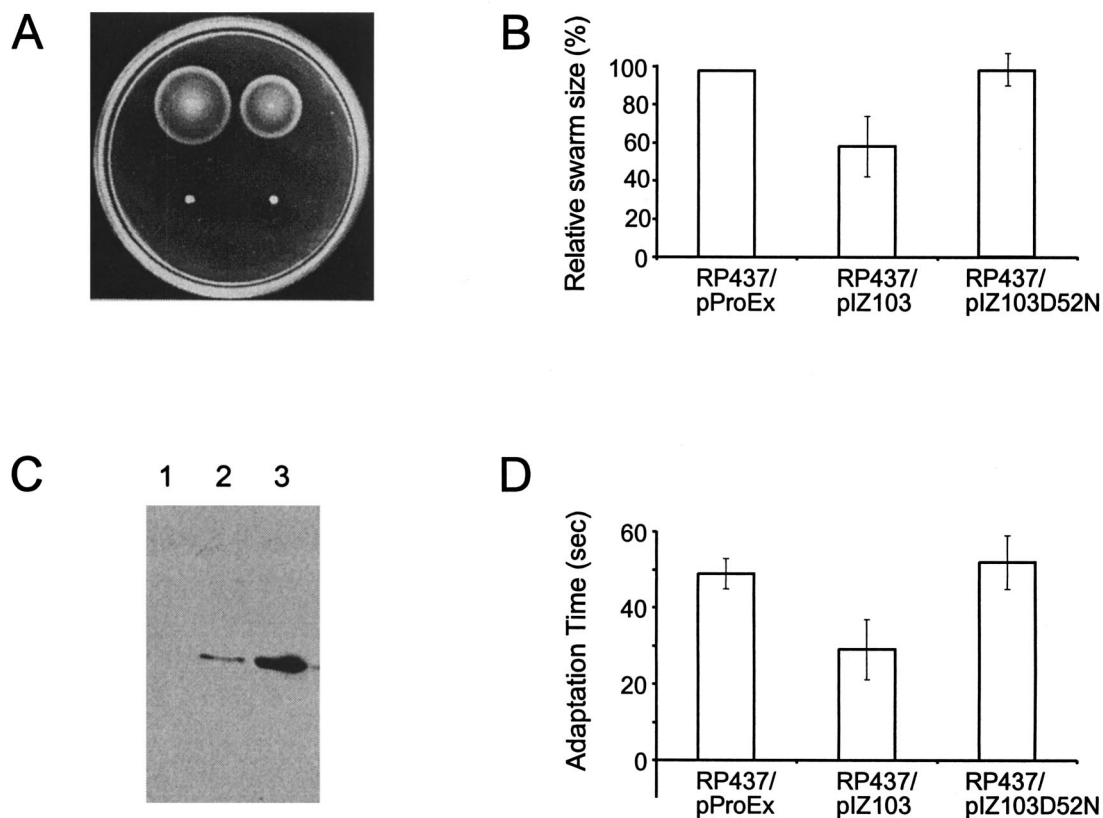 A
B
Relative swarm size (%)
100
80
60
40
20
0
RP437/
pProEx
RP437/
pIZ103
RP437/
pIZ103D52N
C
1 2 3
D
Adaptation Time (sec)
60
40
20
0
RP437/
pProEx
RP437/
pIZ103
RP437/
pIZ103D52N